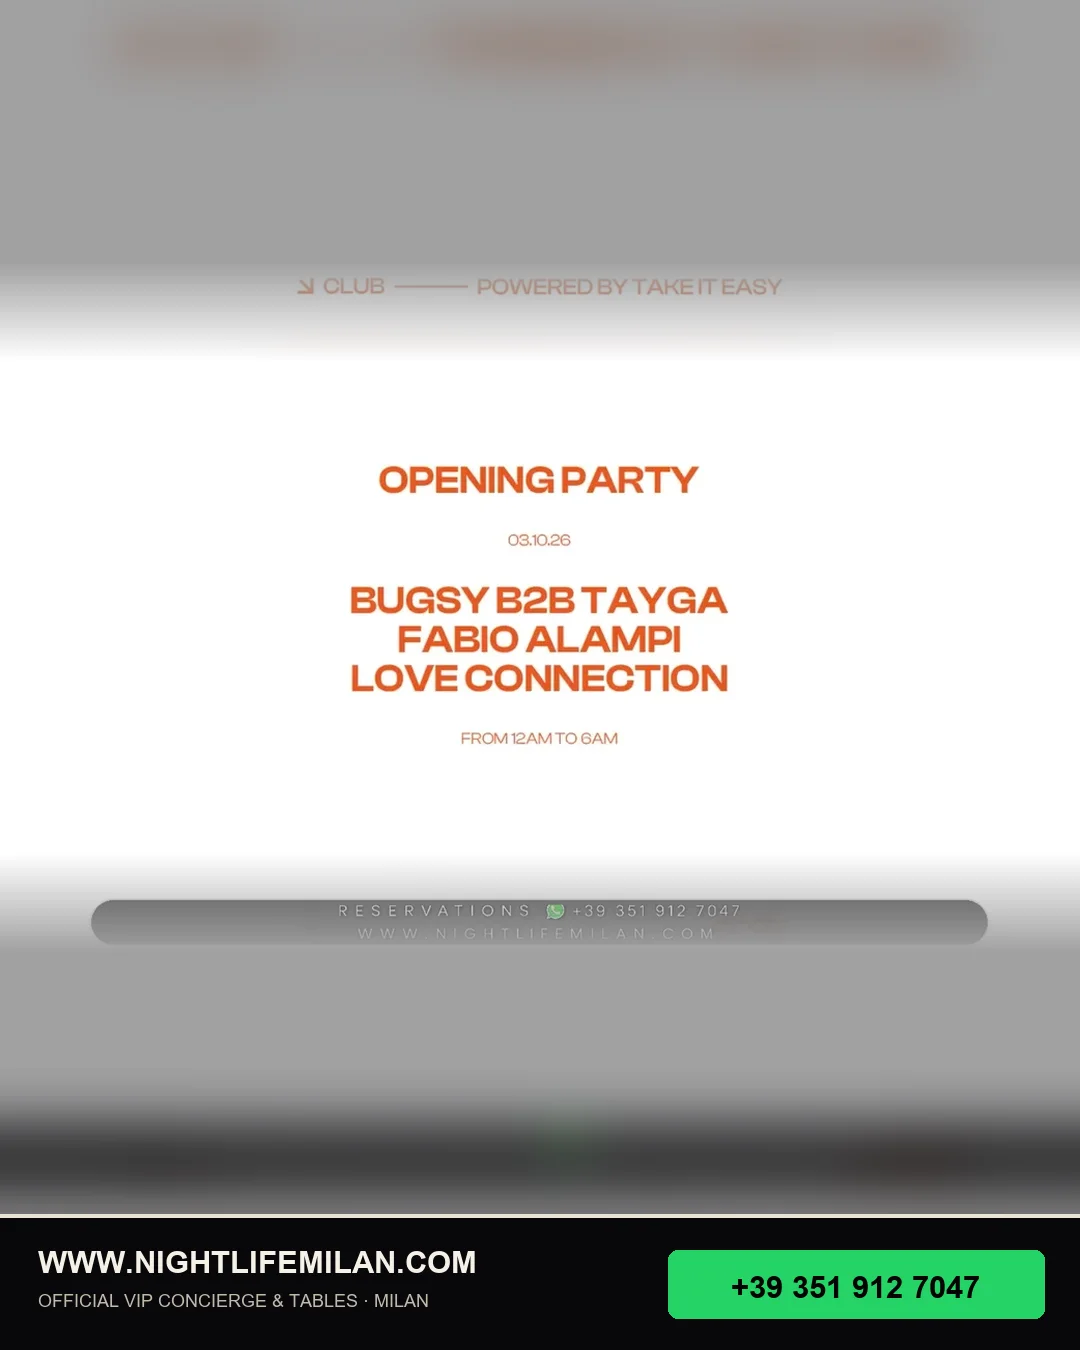 ↘ CLUB —— POWERED BY TAKE IT EASY
OPENING PARTY
03.10.26
BUGSY B2B TAYGA
FABIO ALAMPI
LOVE CONNECTION
FROM 12AM TO 6AM
RESERVATIONS +39 351 912 7047
WWW.NIGHTLIFEMILAN.COM
WWW.NIGHTLIFEMILAN.COM
OFFICIAL VIP CONCIERGE & TABLES · MILAN
+39 351 912 7047